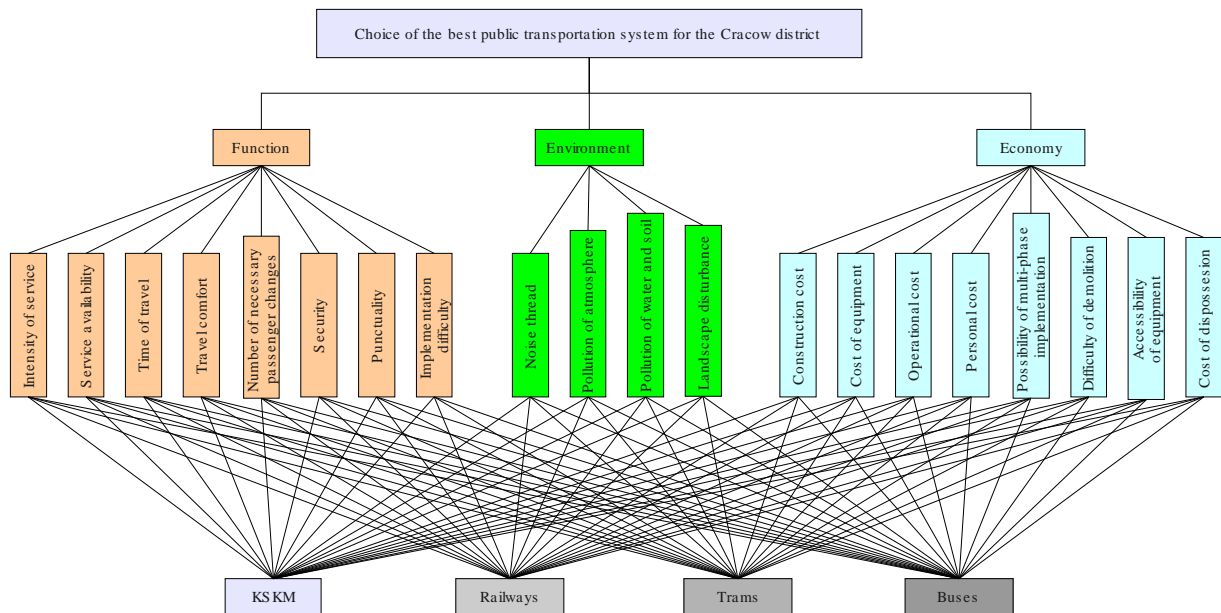 Choice of the best public transportation system for the Cracow district
Function
Environment
Economy
Intensity of service
Service availability
Time of travel
Travel comfort
Number of necessary
passenger changes
Security
Punctuality
Implementation
difficulty
Noise thread
Pollution of atmosphere
Pollution of water and soil
Landscape disturbance
Construction cost
Cost of equipment
Operational cost
Personal cost
Possibility of multi-phase
implementation
Difficulty of demolition
Accessibility
of equipment
Cost of dispossession
KSKM
Railways
Trams
Buses